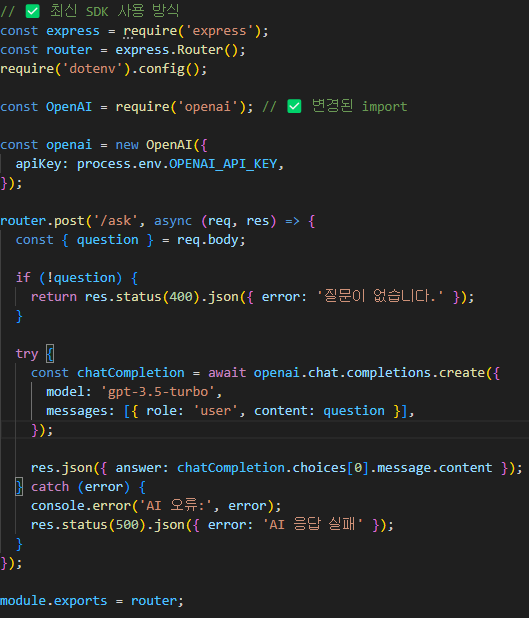 // ✅ 최신 SDK 사용 방식
const express = require('express');
const router = express.Router();
require('dotenv').config();
const OpenAI = require('openai'); // ✅ 변경된 import
const openai = new OpenAI({
  apiKey: process.env.OPENAI_API_KEY,
});
router.post('/ask', async (req, res) => {
  const { question } = req.body;
  if (!question) {
    return res.status(400).json({ error: '질문이 없습니다.' });
  }
  try {
    const chatCompletion = await openai.chat.completions.create({
      model: 'gpt-3.5-turbo',
      messages: [{ role: 'user', content: question }],
    });
    res.json({ answer: chatCompletion.choices[0].message.content });
  } catch (error) {
    console.error('AI 오류:', error);
    res.status(500).json({ error: 'AI 응답 실패' });
  }
});
module.exports = router;